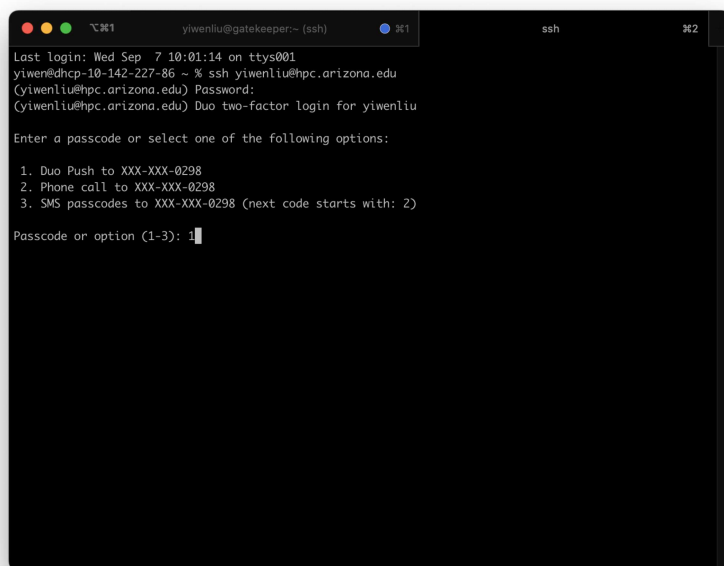 ⌥⌘1 yiwenliu@gatekeeper:~ (ssh) ⌘1 ssh ⌘2
Last login: Wed Sep  7 10:01:14 on ttys001
yiwen@dhcp-10-142-227-86 ~ % ssh yiwenliu@hpc.arizona.edu
(yiwenliu@hpc.arizona.edu) Password:
(yiwenliu@hpc.arizona.edu) Duo two-factor login for yiwenliu
Enter a passcode or select one of the following options:
1. Duo Push to XXX-XXX-0298
2. Phone call to XXX-XXX-0298
3. SMS passcodes to XXX-XXX-0298 (next code starts with: 2)
Passcode or option (1-3): 1